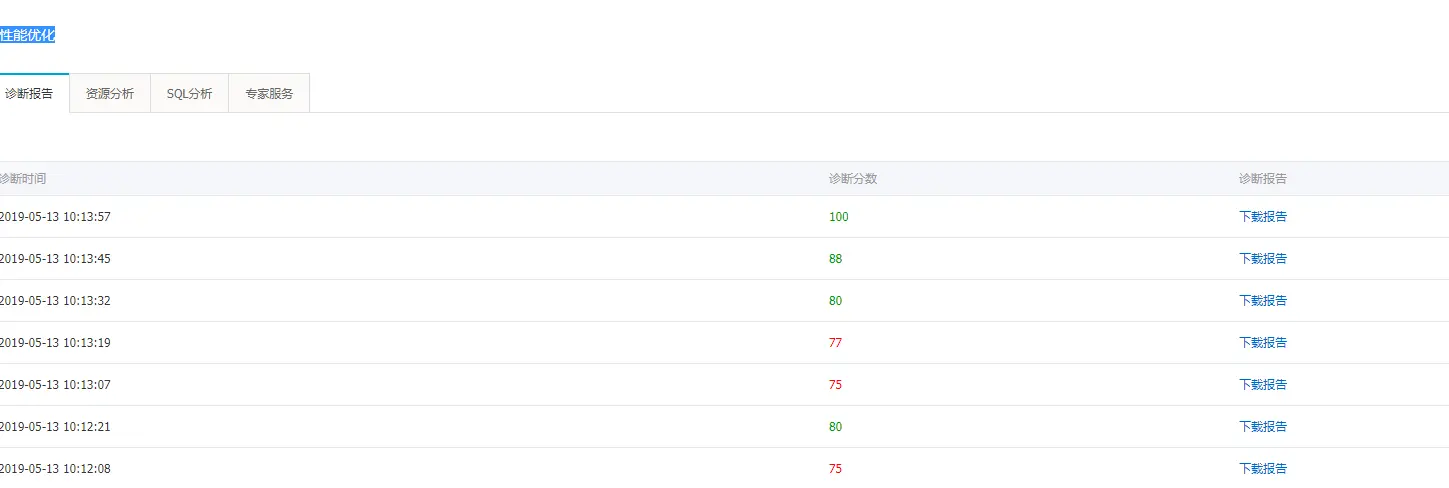 性能优化
诊断报告 资源分析 SQL分析 专家服务
诊断时间 诊断分数 诊断报告
2019-05-13 10:13:57 100 下载报告
2019-05-13 10:13:45 88 下载报告
2019-05-13 10:13:32 80 下载报告
2019-05-13 10:13:19 77 下载报告
2019-05-13 10:13:07 75 下载报告
2019-05-13 10:12:21 80 下载报告
2019-05-13 10:12:08 75 下载报告